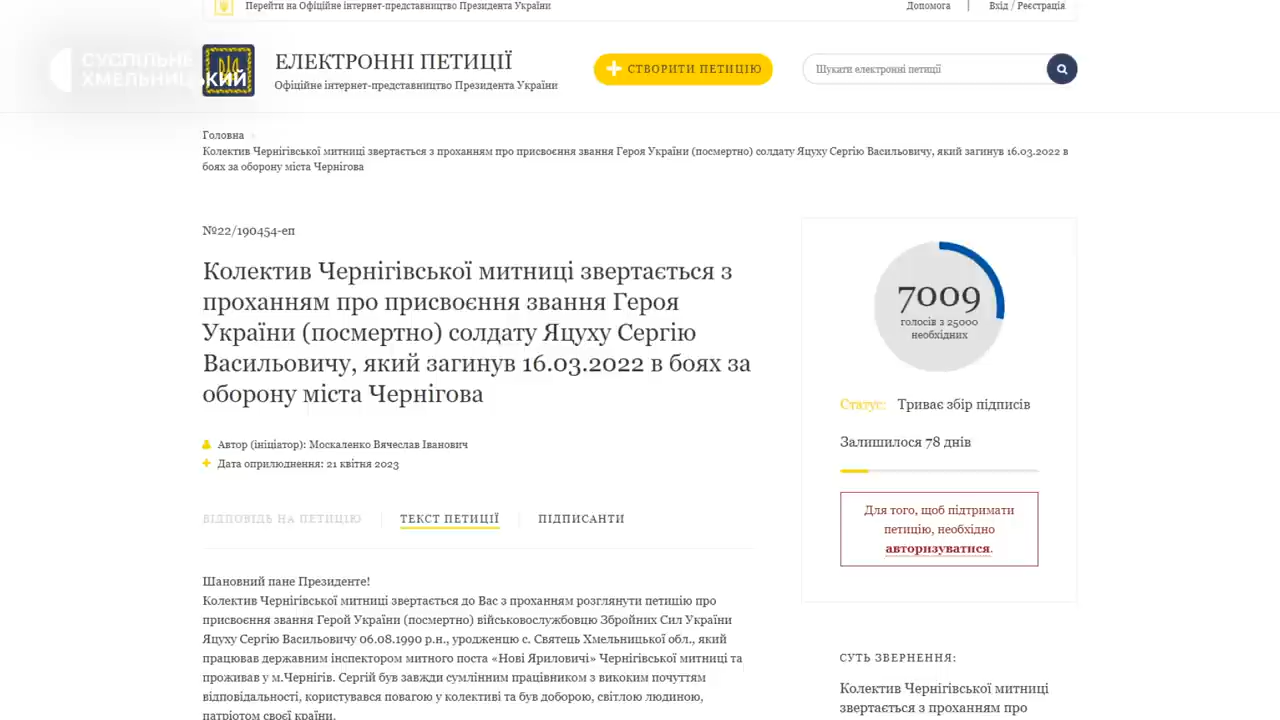 Перейти на Офіційне інтернет-представництво Президента України
Допомога | Вхід / Реєстрація
СУСПІЛЬНЕ
ХМЕЛЬНИЦЬКИЙ
ЕЛЕКТРОННІ ПЕТИЦІЇ
Офіційне інтернет-представництво Президента України
СТВОРИТИ ПЕТИЦІЮ
Шукати електронні петиції
Головна
Колектив Чернігівської митниці звертається з проханням про присвоєння звання Героя України (посмертно) солдату Яцуху Сергію Васильовичу, який загинув 16.03.2022 в
боях за оборону міста Чернігова
№22/190454-еп
Колектив Чернігівської митниці звертається з
проханням про присвоєння звання Героя
України (посмертно) солдату Яцуху Сергію
Васильовичу, який загинув 16.03.2022 в боях за
оборону міста Чернігова
Автор (ініціатор): Москаленко Вячеслав Іванович
Дата оприлюднення: 21 квітня 2023
ВІДПОВІДЬ НА ПЕТИЦІЮ
ТЕКСТ ПЕТИЦІЇ
ПІДПИСАНТИ
Шановний пане Президенте!
Колектив Чернігівської митниці звертається до Вас з проханням розглянути петицію про
присвоєння звання Герой України (посмертно) військовослужбовцю Збройних Сил України
Яцуху Сергію Васильовичу 06.08.1990 р.н., уродженцю с. Святець Хмельницької обл., який
працював державним інспектором митного поста «Нові Яриловичі» Чернігівської митниці та
проживав у м.Чернігів. Сергій був завжди сумлінним працівником з високим почуттям
відповідальності, користувався повагою у колективі та був доборою, світлою людиною,
патріотом своєї країни.
7009
голосів з 25000
необхідних
Статус: Триває збір підписів
Залишилося 78 днів
Для того, щоб підтримати
петицію, необхідно
авторизуватися.
СУТЬ ЗВЕРНЕННЯ:
Колектив Чернігівської митниці
звертається з проханням про